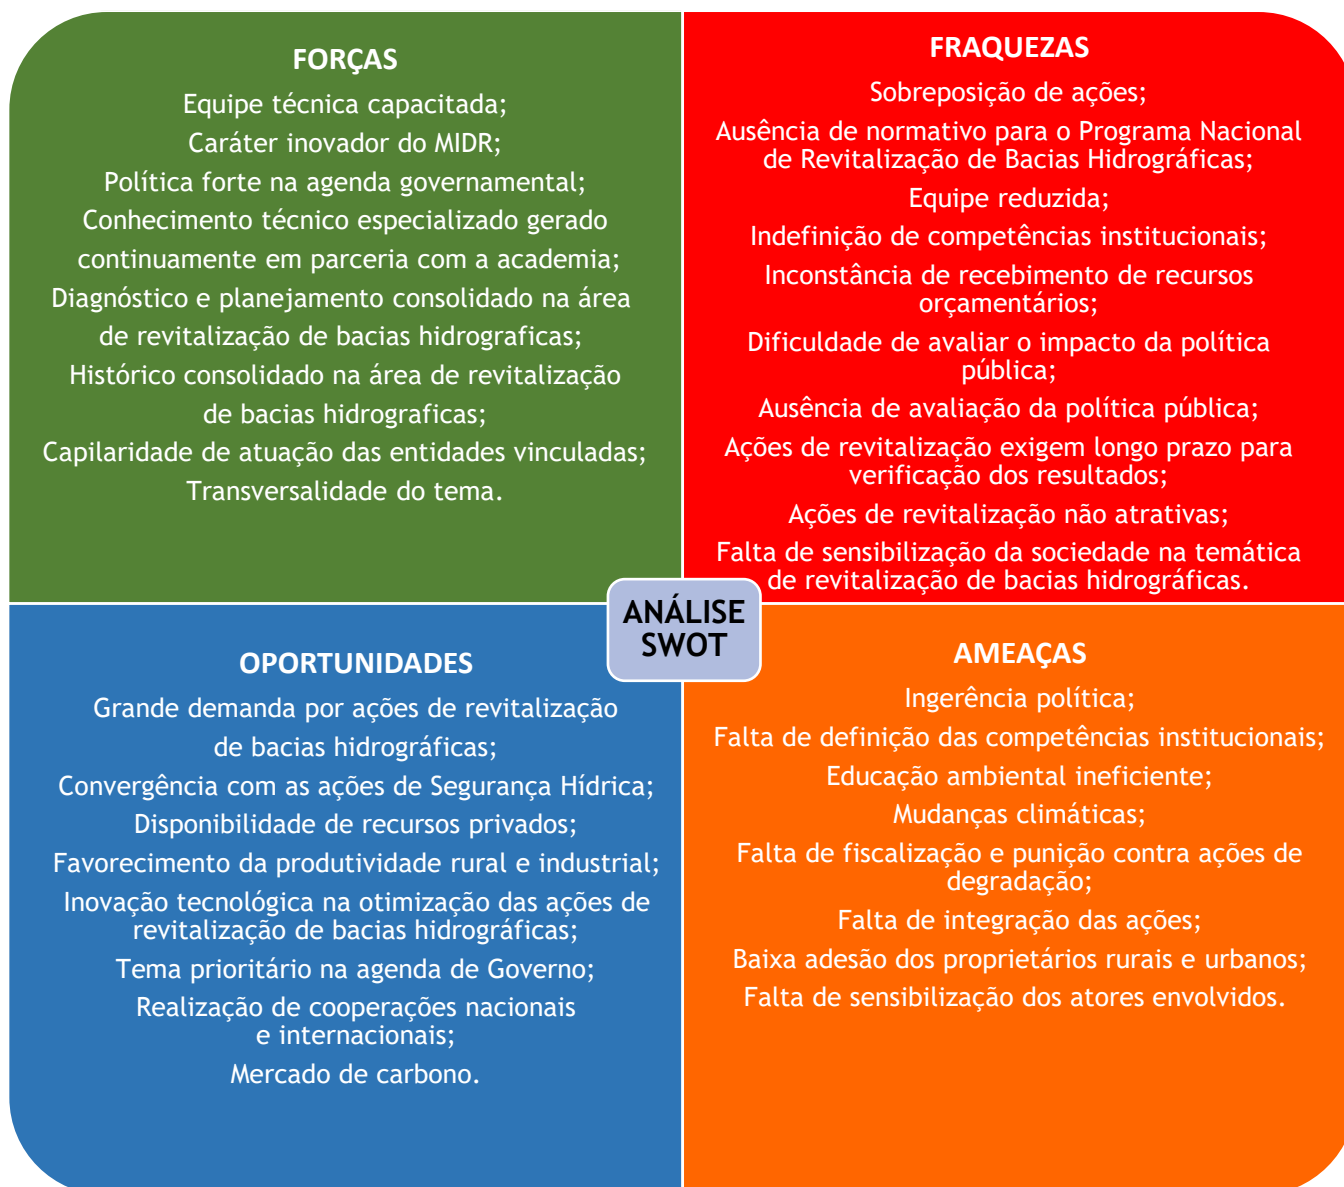 FORÇAS
Equipe técnica capacitada;
Caráter inovador do MIDR;
Política forte na agenda governamental;
Conhecimento técnico especializado gerado
continuamente em parceria com a academia;
Diagnóstico e planejamento consolidado na área
de revitalização de bacias hidrograficas;
Histórico consolidado na área de revitalização
de bacias hidrograficas;
Capilaridade de atuação das entidades vinculadas;
Transversalidade do tema.
FRAQUEZAS
Sobreposição de ações;
Ausência de normativo para o Programa Nacional
de Revitalização de Bacias Hidrográficas;
Equipe reduzida;
Indefinição de competências institucionais;
Inconstância de recebimento de recursos
orçamentários;
Dificuldade de avaliar o impacto da política
pública;
Ausência de avaliação da política pública;
Ações de revitalização exigem longo prazo para
verificação dos resultados;
Ações de revitalização não atrativas;
Falta de sensibilização da sociedade na temática
de revitalização de bacias hidrográficas.
ANÁLISE
SWOT
OPORTUNIDADES
Grande demanda por ações de revitalização
de bacias hidrográficas;
Convergência com as ações de Segurança Hídrica;
Disponibilidade de recursos privados;
Favorecimento da produtividade rural e industrial;
Inovação tecnológica na otimização das ações de
revitalização de bacias hidrográficas;
Tema prioritário na agenda de Governo;
Realização de cooperações nacionais
e internacionais;
Mercado de carbono.
AMEAÇAS
Ingerência política;
Falta de definição das competências institucionais;
Educação ambiental ineficiente;
Mudanças climáticas;
Falta de fiscalização e punição contra ações de
degradação;
Falta de integração das ações;
Baixa adesão dos proprietários rurais e urbanos;
Falta de sensibilização dos atores envolvidos.